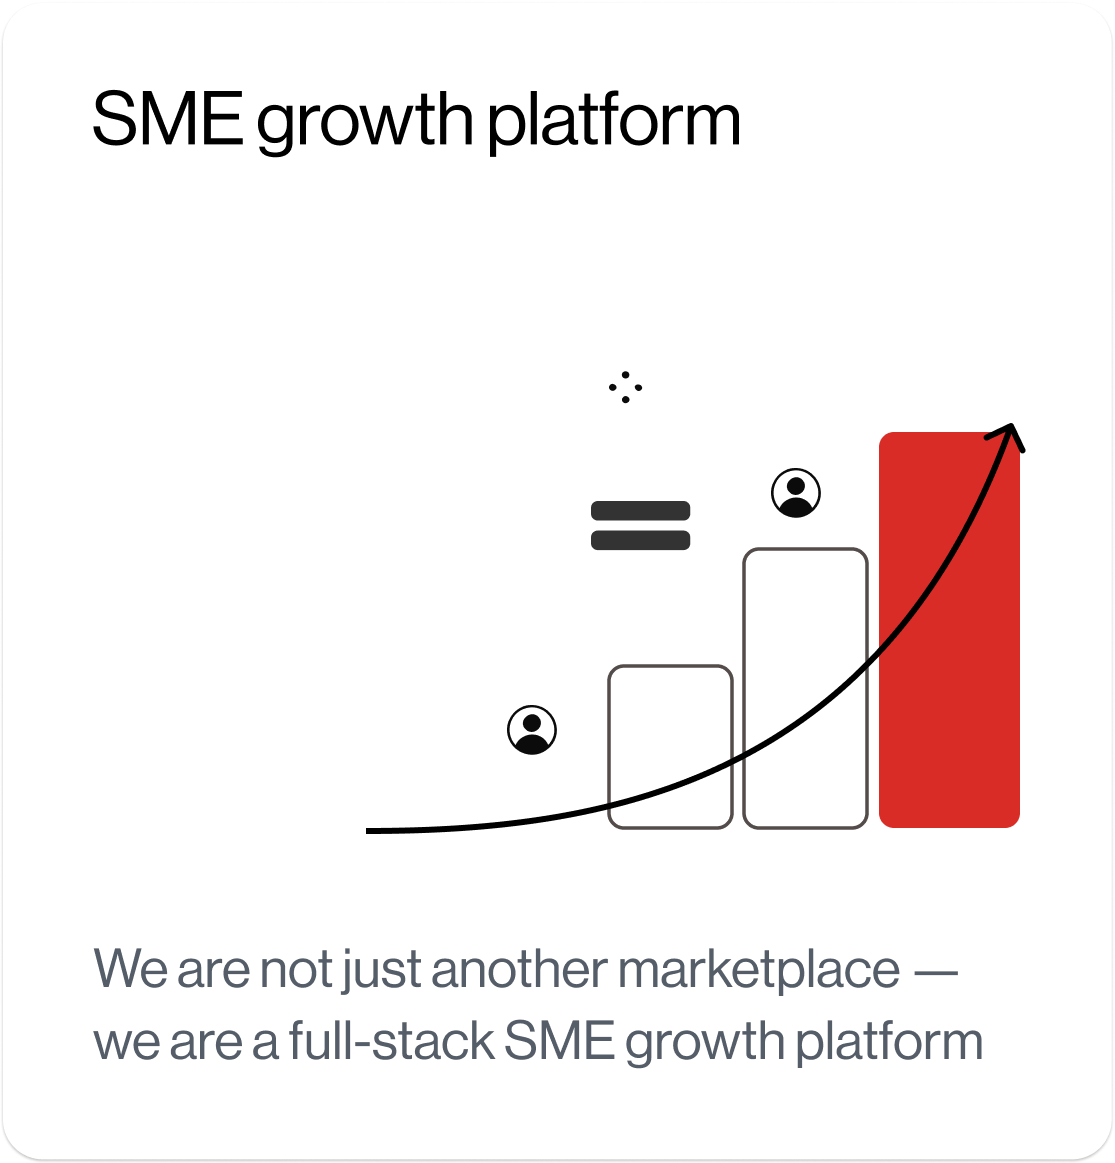 SME growth platform
We are not just another marketplace —
we are a full-stack SME growth platform